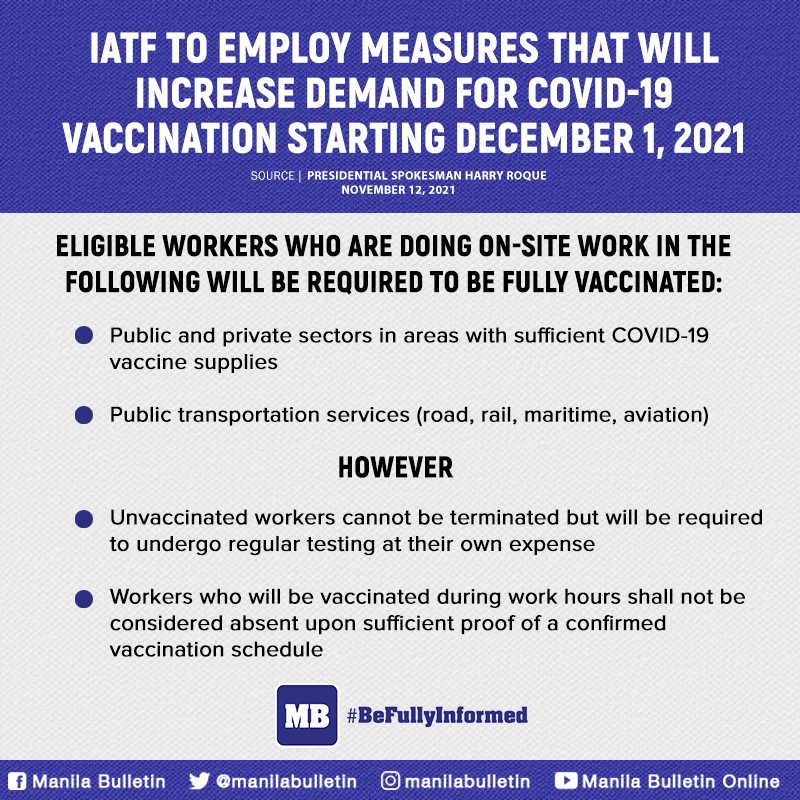 IATF TO EMPLOY MEASURES THAT WILL
INCREASE DEMAND FOR COVID-19
VACCINATION STARTING DECEMBER 1, 2021
SOURCE | PRESIDENTIAL SPOKESMAN HARRY ROQUE
NOVEMBER 12, 2021
ELIGIBLE WORKERS WHO ARE DOING ON-SITE WORK IN THE
FOLLOWING WILL BE REQUIRED TO BE FULLY VACCINATED:
Public and private sectors in areas with sufficient COVID-19
vaccine supplies
Public transportation services (road, rail, maritime, aviation)
HOWEVER
Unvaccinated workers cannot be terminated but will be required
to undergo regular testing at their own expense
Workers who will be vaccinated during work hours shall not be
considered absent upon sufficient proof of a confirmed
vaccination schedule
MB #BeFullyInformed
Manila Bulletin @manilabulletin manilabulletin Manila Bulletin Online